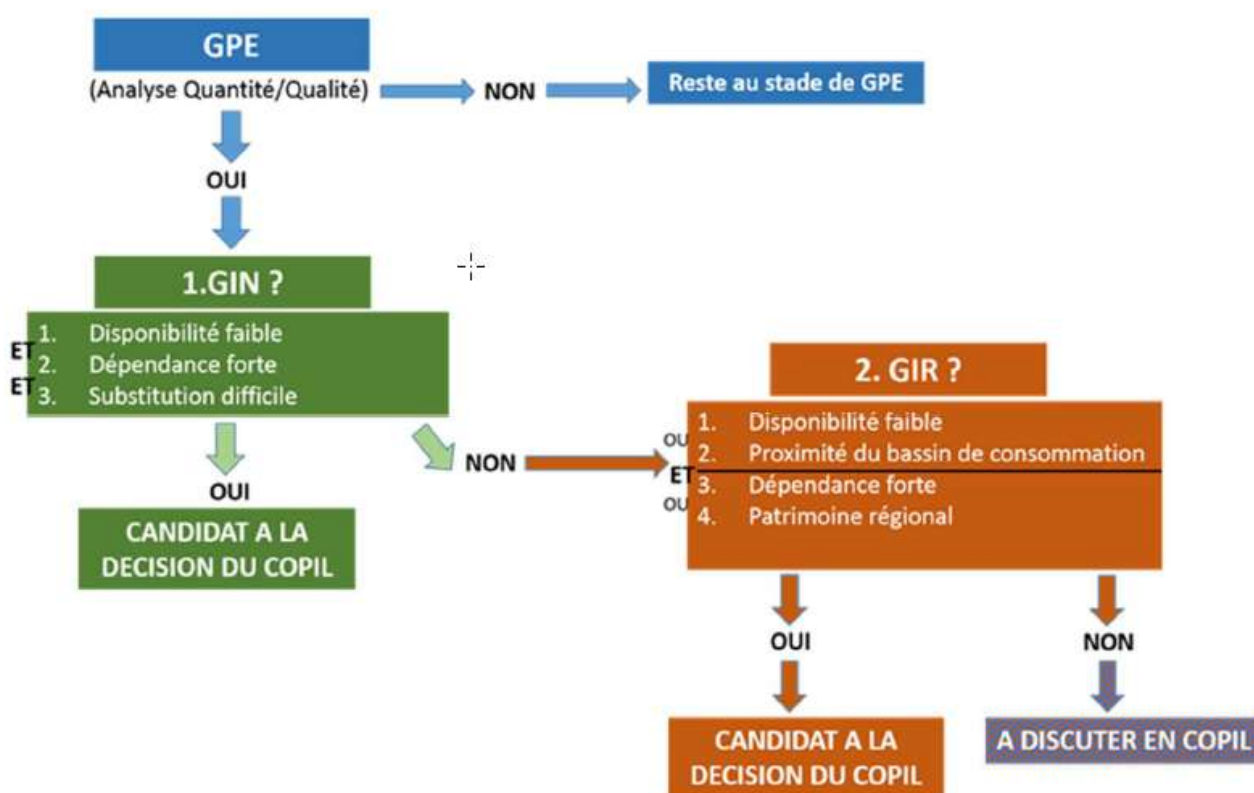 GPE
(Analyse Quantité/Qualité)
NON
Reste au stade de GPE
OUI
1.GIN ?
1. Disponibilité faible
ET
2. Dépendance forte
ET
3. Substitution difficile
OUI
CANDIDAT A LA
DECISION DU COPIL
NON
2. GIR ?
1. Disponibilité faible
OU
2. Proximité du bassin de consommation
ET
3. Dépendance forte
OU
4. Patrimoine régional
OUI
CANDIDAT A LA
DECISION DU COPIL
NON
A DISCUTER EN COPIL